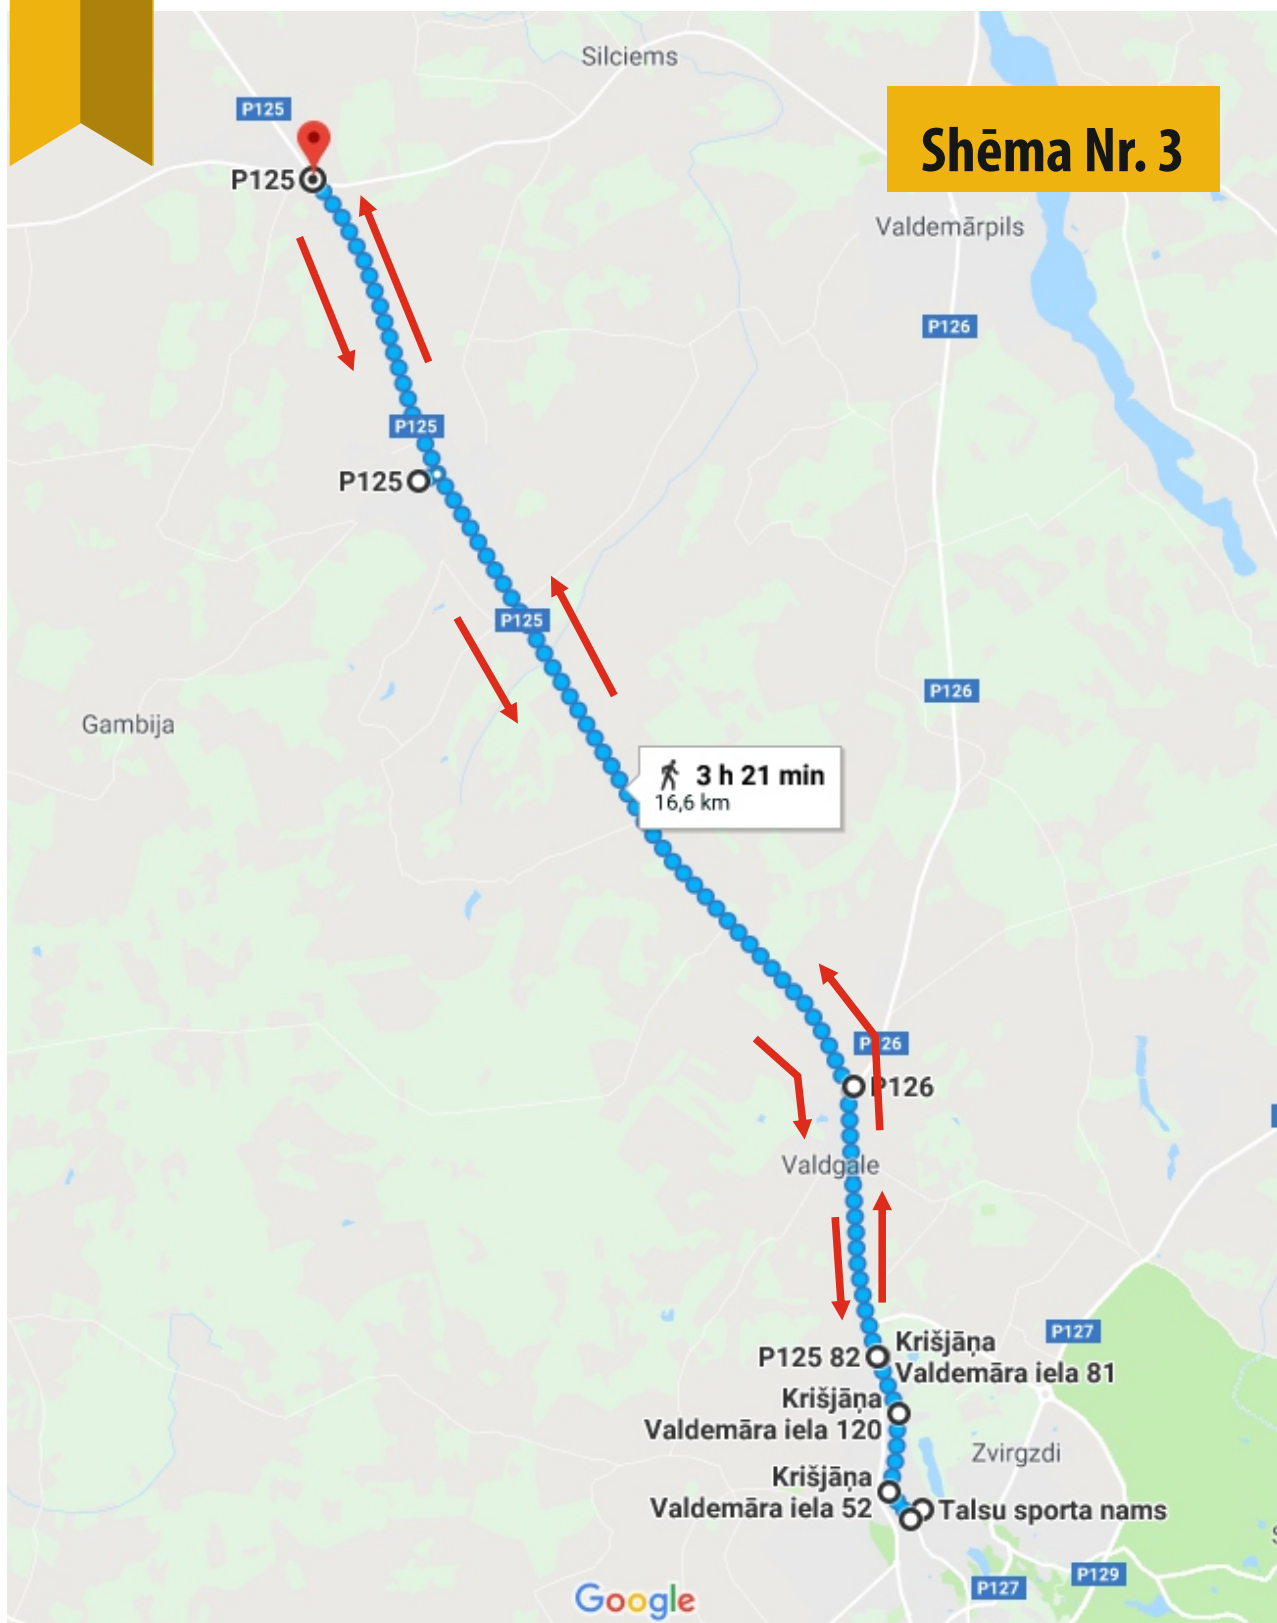 Silciems
P125
Shēma Nr. 3
P125
Valdemārpils
P126
P125
P125
P125
P126
Gambija
3 h 21 min
16,6 km
P126
P126
Valdgale
P127
Krišjāņa
Valdemāra iela 81
P125 82
Krišjāņa
Valdemāra iela 120
Zvirgzdi
Krišjāņa
Valdemāra iela 52
Talsu sporta nams
P129
P127
Google